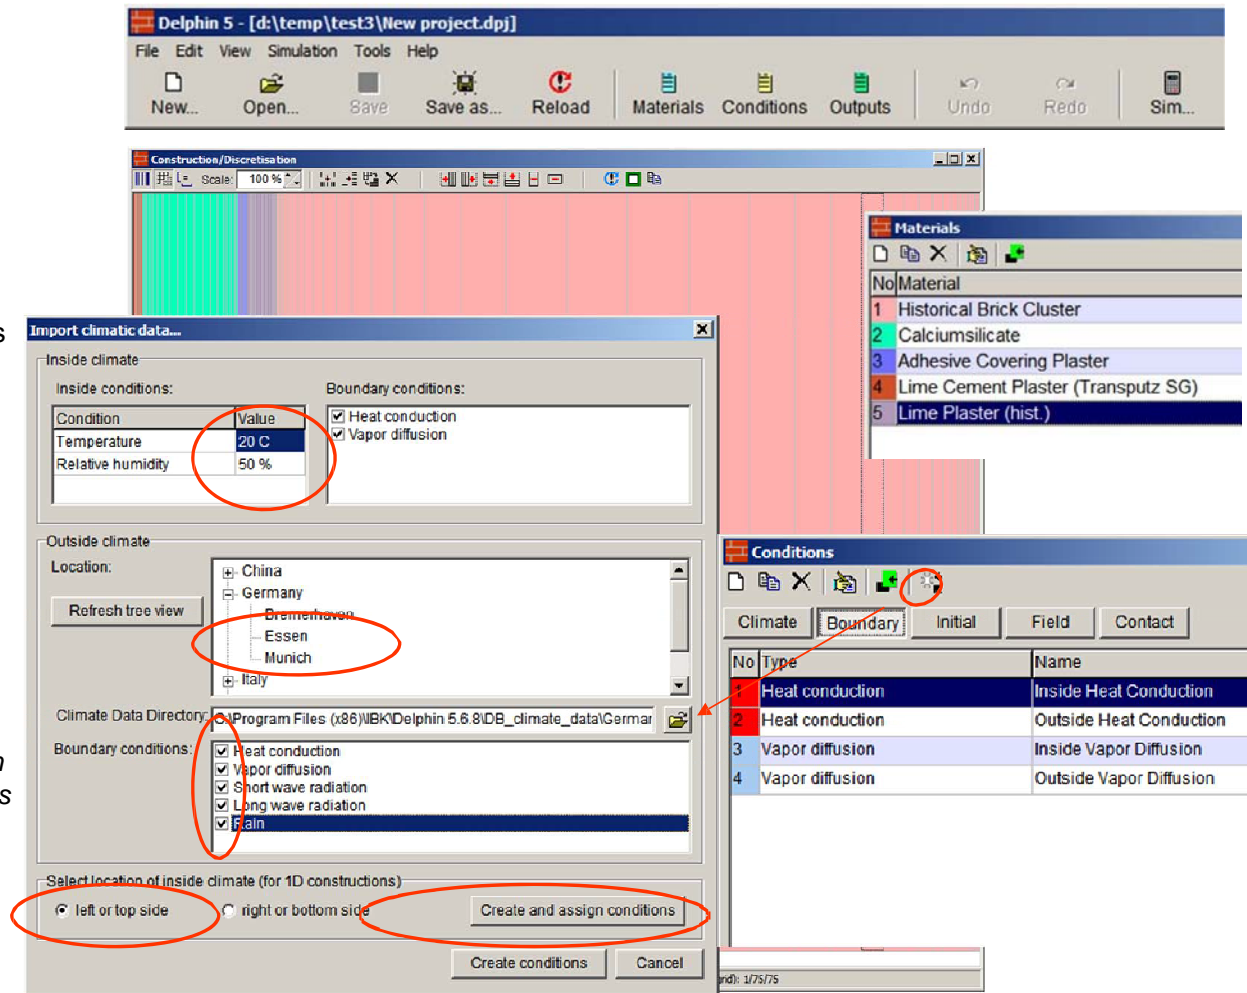 Delphin 5 - [d:\temp\test3\New project.dpj]
File Edit View Simulation Tools Help
New... Open... Save Save as... Reload Materials Conditions Outputs Undo Redo Sim...
Construction/Discretisation
Scale: 100 %
Materials
No Material
1 Historical Brick Cluster
2 Calciumsilicate
3 Adhesive Covering Plaster
4 Lime Cement Plaster (Transputz SG)
5 Lime Plaster (hist.)
s
Import climatic data...
Inside climate
Inside conditions: Boundary conditions:
Condition Value
Temperature 20 C
Relative humidity 50 %
Heat conduction
Vapor diffusion
Outside climate
Location:
Refresh tree view
China
Germany
Bremerhaven
Essen
Munich
Italy
Climate Data Directory: C:\Program Files (x86)\IBK\Delphin 5.6.8\DB_climate_data\German
Boundary conditions:
Heat conduction
Vapor diffusion
Short wave radiation
Long wave radiation
Rain
n
s
Select location of inside climate (for 1D constructions)
left or top side right or bottom side Create and assign conditions
Create conditions Cancel
Conditions
Climate Boundary Initial Field Contact
No Type Name
1 Heat conduction Inside Heat Conduction
2 Heat conduction Outside Heat Conduction
3 Vapor diffusion Inside Vapor Diffusion
4 Vapor diffusion Outside Vapor Diffusion
1/75/75